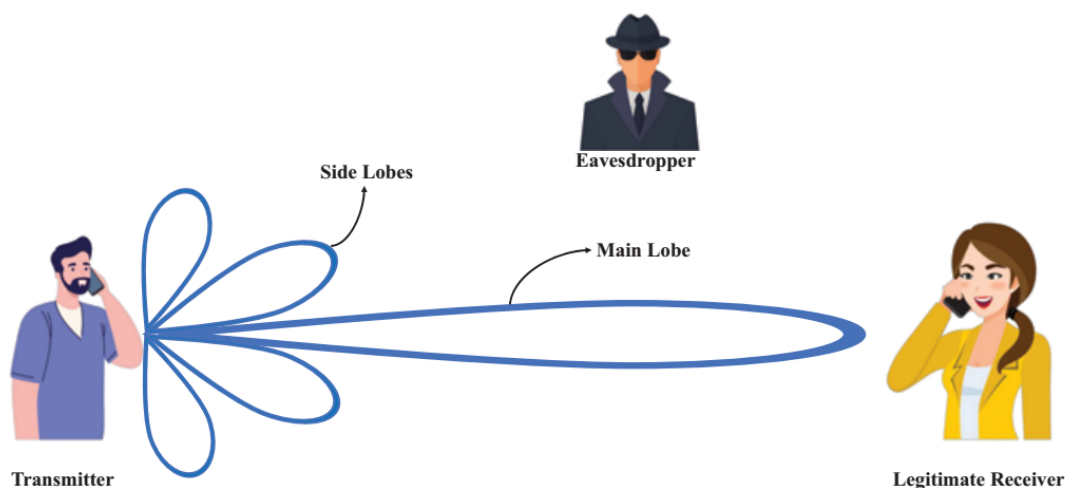 Eavesdropper
Side Lobes
Main Lobe
Transmitter
Legitimate Receiver